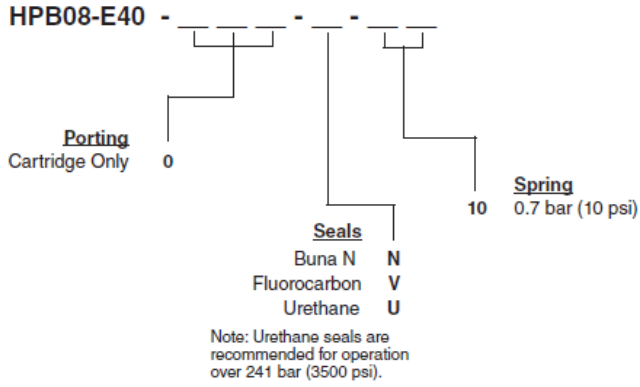 HPB08-E40 - _ _ _ - _ - _ _
Porting
Cartridge Only 0
Spring
10 0.7 bar (10 psi)
Seals
Buna N N
Fluorocarbon V
Urethane U
Note: Urethane seals are
recommended for operation
over 241 bar (3500 psi).